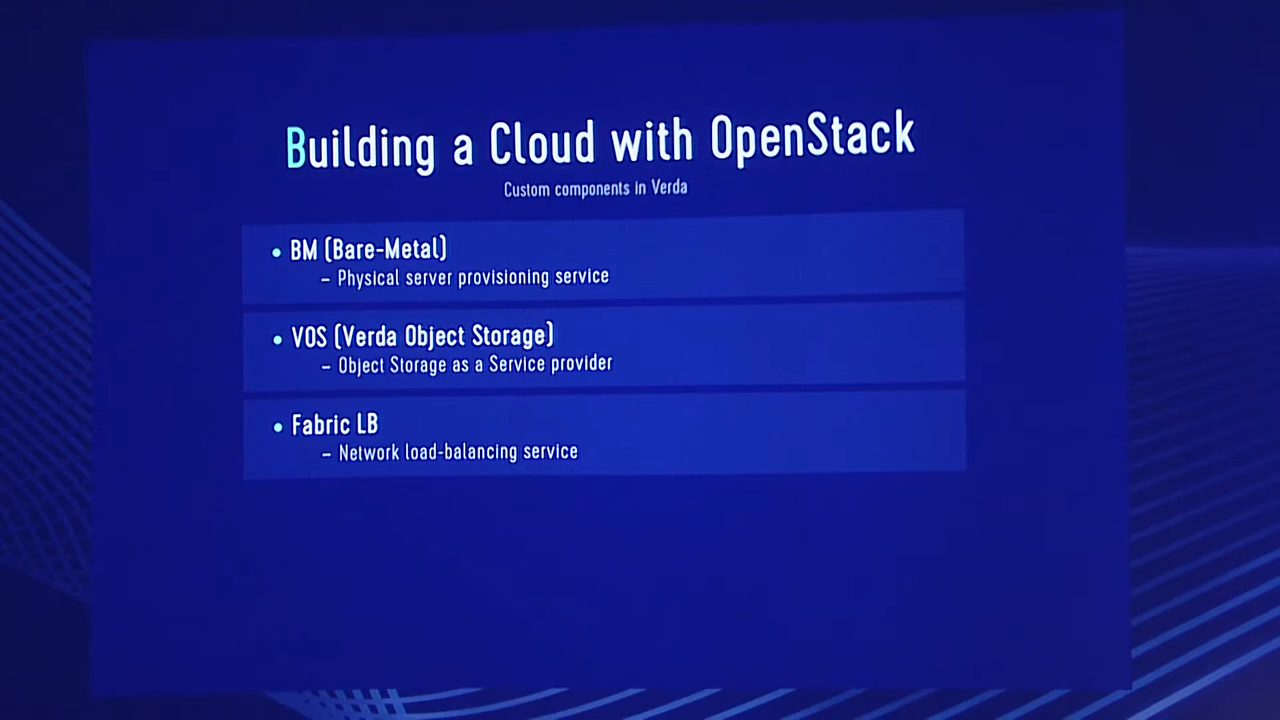 Building a Cloud with OpenStack
Custom components in Verda
• BM (Bare-Metal)
– Physical server provisioning service
• VOS (Verda Object Storage)
– Object Storage as a Service provider
• Fabric LB
– Network load-balancing service